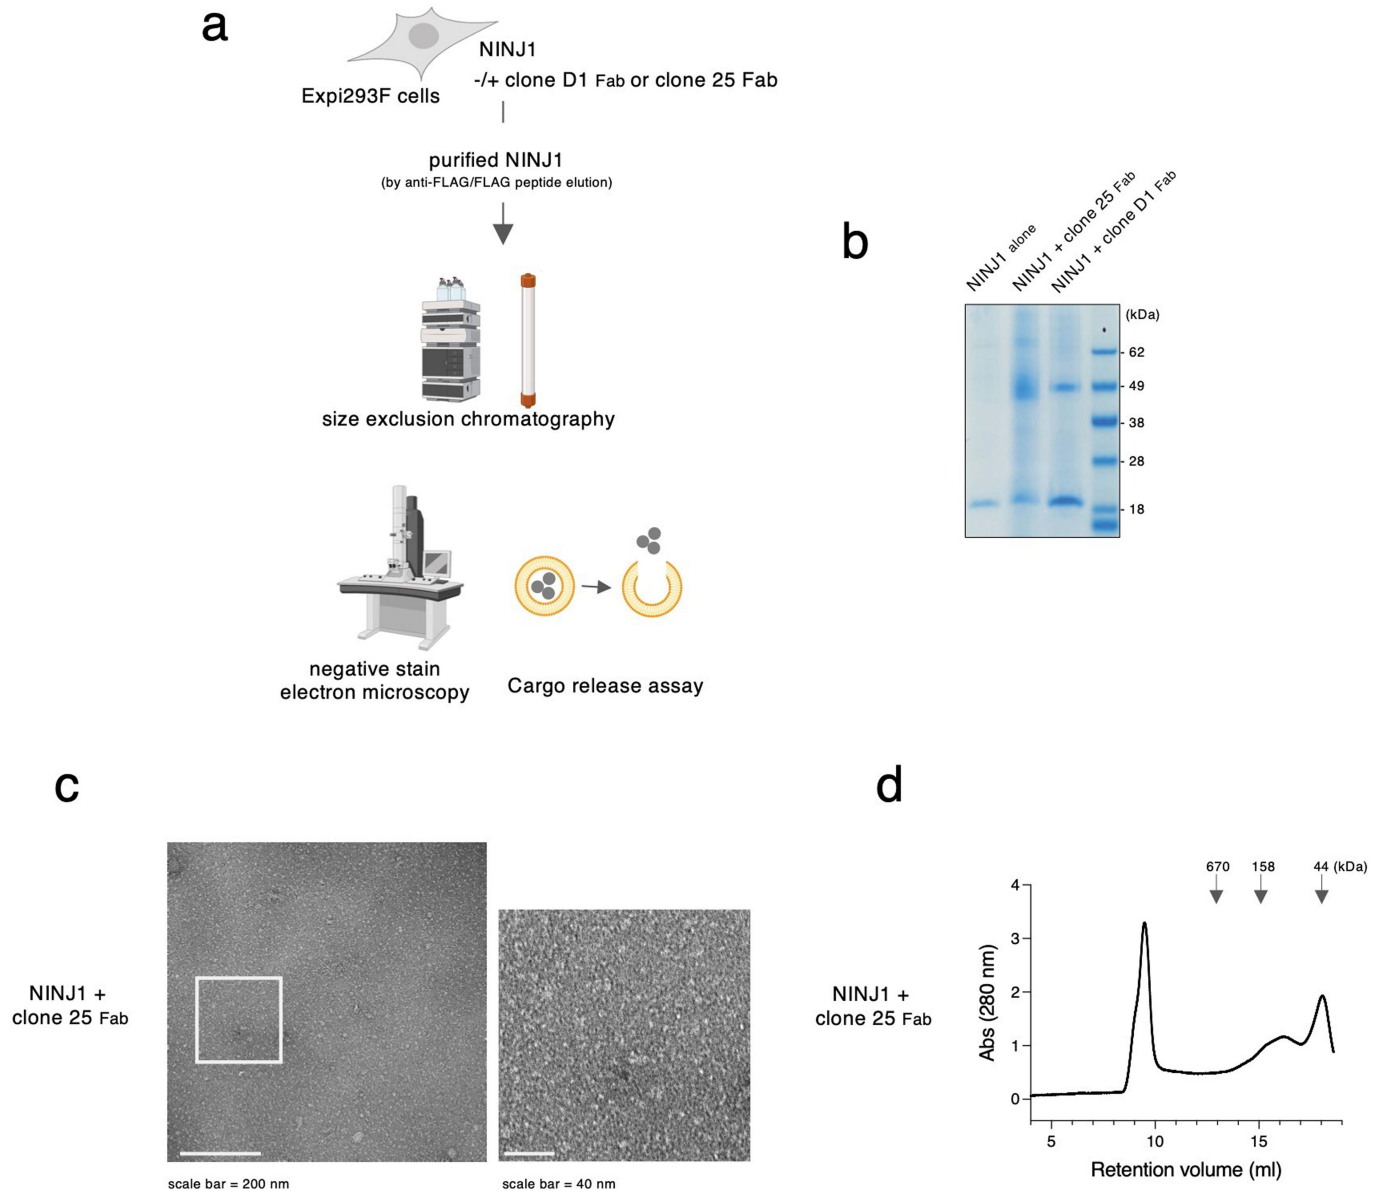 a
NINJ1
-/+ clone D1 Fab or clone 25 Fab
Expi293F cells
purified NINJ1
(by anti-FLAG/FLAG peptide elution)
size exclusion chromatography
negative stain
electron microscopy
Cargo release assay
b
NINJ1 alone
NINJ1 + clone 25 Fab
NINJ1 + clone D1 Fab
(kDa)
62
49
38
28
18
c
NINJ1 +
clone 25 Fab
scale bar = 200 nm
scale bar = 40 nm
d
NINJ1 +
clone 25 Fab
670 158 44 (kDa)
Abs (280 nm)
4
3
2
1
0
5 10 15
Retention volume (ml)